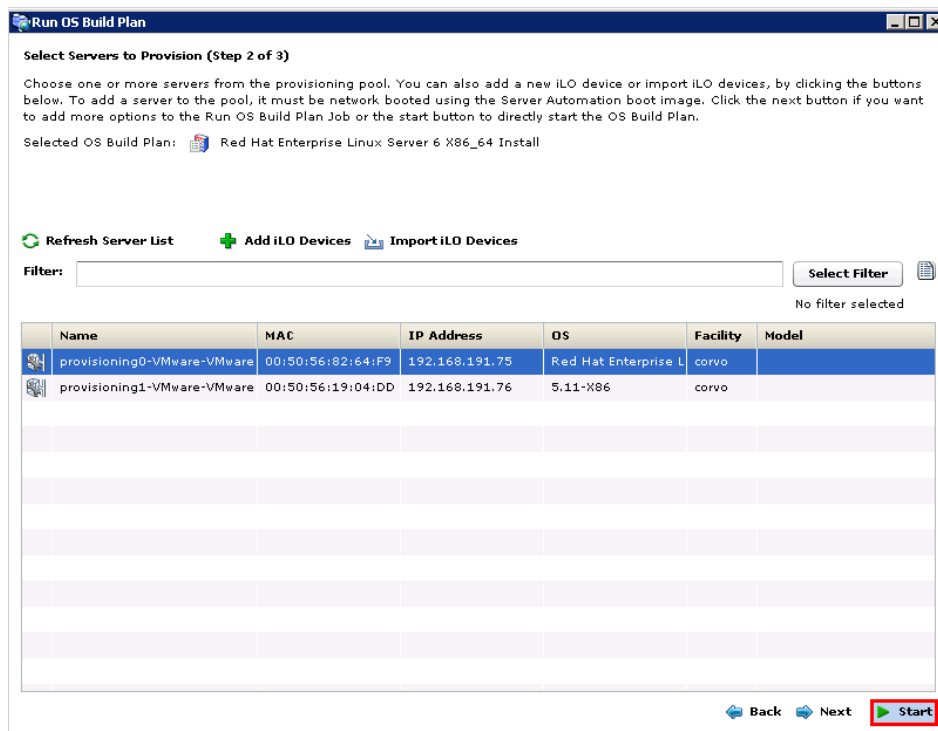 Run OS Build Plan
Select Servers to Provision (Step 2 of 3)
Choose one or more servers from the provisioning pool. You can also add a new iLO device or import iLO devices, by clicking the buttons
below. To add a server to the pool, it must be network booted using the Server Automation boot image. Click the next button if you want
to add more options to the Run OS Build Plan Job or the start button to directly start the OS Build Plan.
Selected OS Build Plan: Red Hat Enterprise Linux Server 6 X86_64 Install
Refresh Server List Add iLO Devices Import iLO Devices
Filter: Select Filter
No filter selected
Name MAC IP Address OS Facility Model
provisioning0-VMware-VMware 00:50:56:82:64:F9 192.168.191.75 Red Hat Enterprise L corvo
provisioning1-VMware-VMware 00:50:56:19:04:DD 192.168.191.76 5.11-X86 corvo
Back Next Start